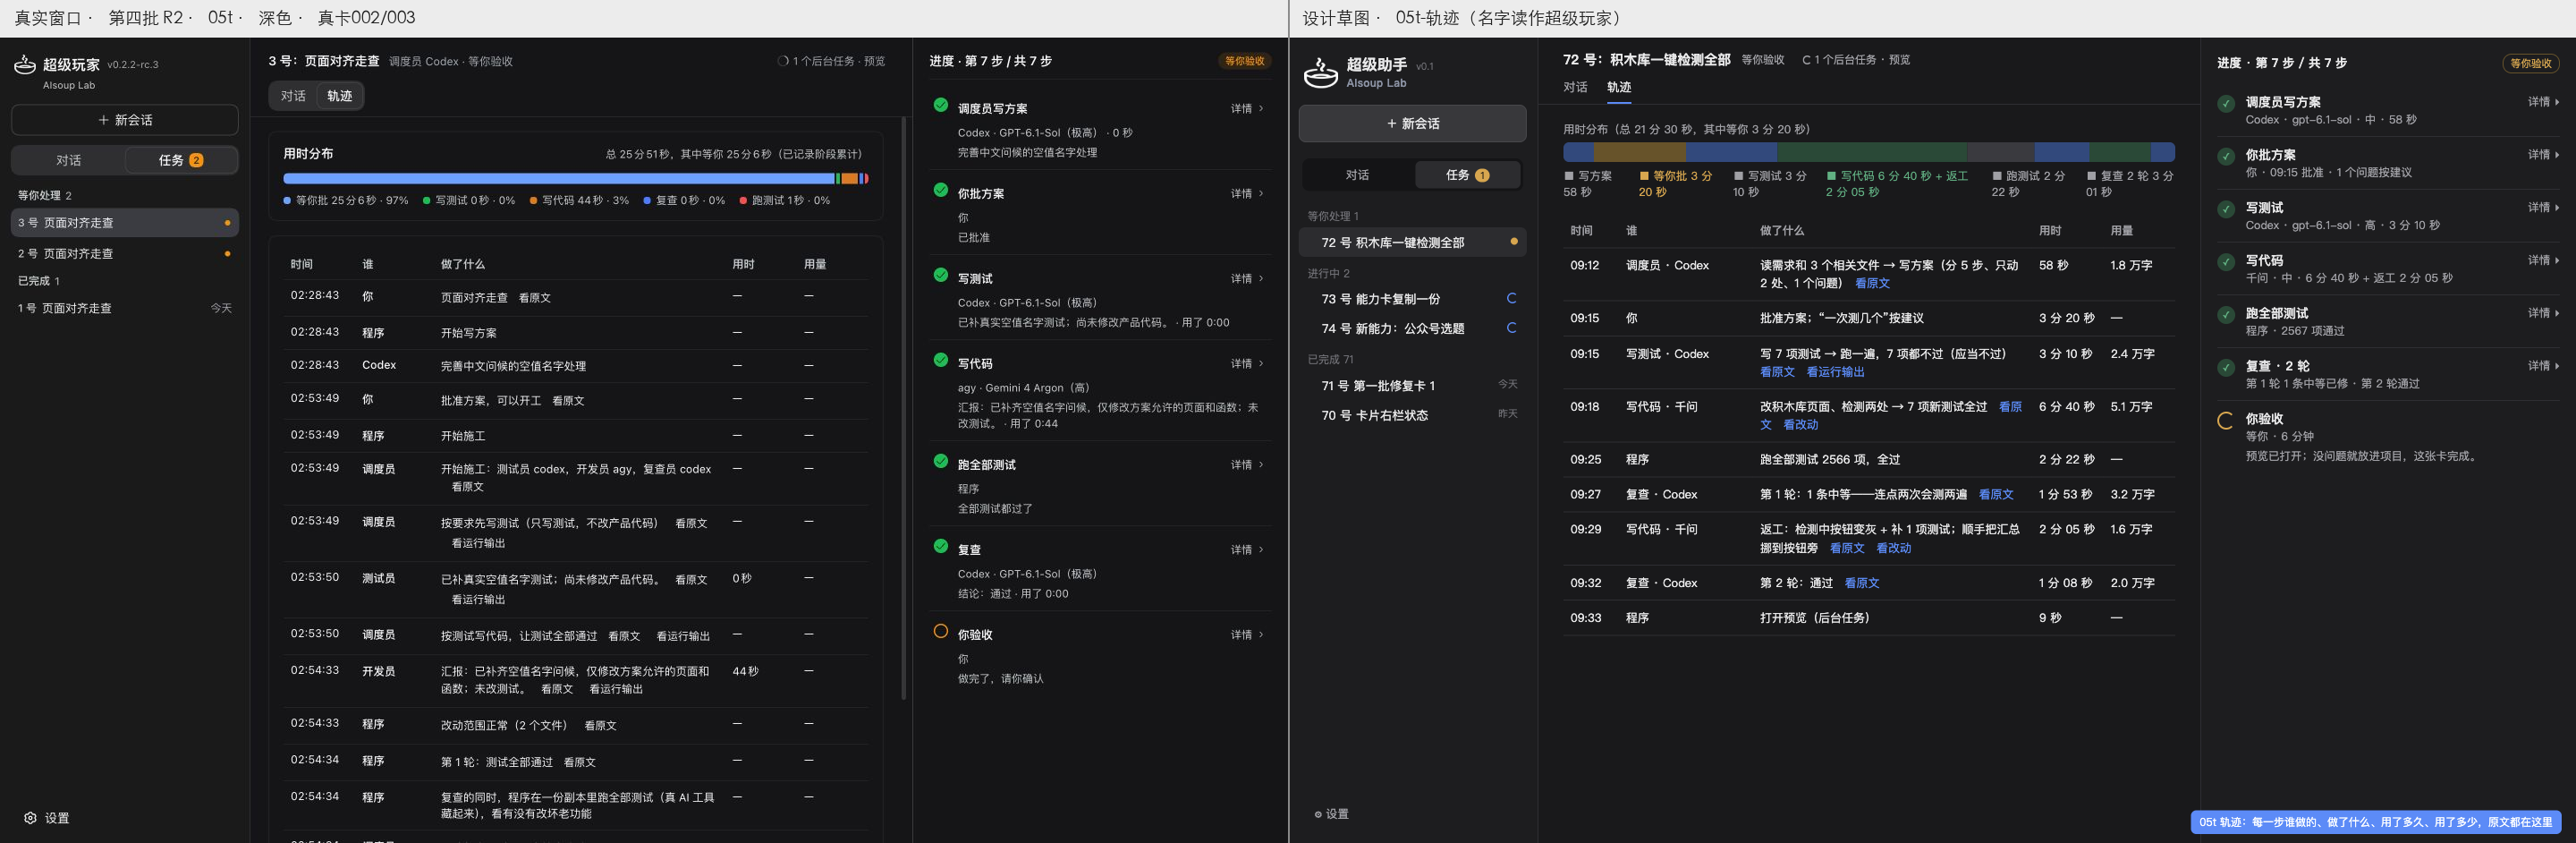 真实窗口 · 第四批 R2 · 05t · 深色 · 真卡002/003
超级玩家 v0.2.2-rc.3
AIsoup Lab
＋ 新会话
对话 任务 2
等你处理 2
3 号 页面对齐走查
2 号 页面对齐走查
已完成 1
1 号 页面对齐走查 今天
设置
3 号：页面对齐走查 调度员 Codex · 等你验收 1 个后台任务 · 预览
对话 轨迹
用时分布 总 25 分 51 秒，其中等你 25 分 6 秒（已记录阶段累计）
等你批 25 分 6 秒 · 97% 写测试 0 秒 · 0% 写代码 44 秒 · 3% 复查 0 秒 · 0% 跑测试 1 秒 · 0%
时间 谁 做了什么 用时 用量
02:28:43 你 页面对齐走查 看原文 — —
02:28:43 程序 开始写方案 — —
02:28:43 Codex 完善中文问候的空值名字处理 — —
02:53:49 你 批准方案，可以开工 看原文 — —
02:53:49 程序 开始施工 — —
02:53:49 调度员 开始施工：测试员 codex，开发员 agy，复查员 codex — —
看原文
02:53:49 调度员 按要求先写测试（只写测试，不改产品代码） 看原文 — —
看运行输出
02:53:50 测试员 已补真实空值名字测试；尚未修改产品代码。 看原文 0 秒 —
看运行输出
02:53:50 调度员 按测试写代码，让测试全部通过 看原文 看运行输出 — —
02:54:33 开发员 汇报：已补齐空值名字问候，仅修改方案允许的页面和 44 秒 —
函数；未改测试。 看原文 看运行输出
02:54:33 程序 改动范围正常（2 个文件） 看原文 — —
02:54:34 程序 第 1 轮：测试全部通过 看原文 — —
02:54:34 程序 复查的同时，程序在一份副本里跑全部测试（真 AI 工具 — —
藏起来），看有没有改坏老功能
进度 · 第 7 步 / 共 7 步 等你验收
调度员写方案 详情 ›
Codex · GPT-6.1-Sol（极高） · 0 秒
完善中文问候的空值名字处理
你批方案 详情 ›
你
已批准
写测试 详情 ›
Codex · GPT-6.1-Sol（极高）
已补真实空值名字测试；尚未修改产品代码。 · 用了 0:00
写代码 详情 ›
agy · Gemini 4 Argon（高）
汇报：已补齐空值名字问候，仅修改方案允许的页面和函数；未
改测试。 · 用了 0:44
跑全部测试 详情 ›
程序
全部测试都过了
复查 详情 ›
Codex · GPT-6.1-Sol（极高）
结论：通过 · 用了 0:00
你验收 详情 ›
你
做完了，请你确认
设计草图 · 05t-轨迹（名字读作超级玩家）
超级助手 v0.1
AIsoup Lab
＋ 新会话
对话 任务 1
等你处理 1
72 号 积木库一键检测全部
进行中 2
73 号 能力卡复制一份
74 号 新能力：公众号选题
已完成 71
71 号 第一批修复卡 1 今天
70 号 卡片右栏状态 昨天
设置
72 号：积木库一键检测全部 等你验收 1 个后台任务 · 预览
对话 轨迹
用时分布（总 21 分 30 秒，其中等你 3 分 20 秒）
写方案 等你批 3 分 写测试 3 分 写代码 6 分 40 秒 + 返工 跑测试 2 分 复查 2 轮 3 分
58 秒 20 秒 10 秒 2 分 05 秒 22 秒 01 秒
时间 谁 做了什么 用时 用量
09:12 调度员 · Codex 读需求和 3 个相关文件 → 写方案（分 5 步、只动 58 秒 1.8 万字
2 处、1 个问题） 看原文
09:15 你 批准方案；“一次测几个”按建议 3 分 20 秒 —
09:15 写测试 · Codex 写 7 项测试 → 跑一遍，7 项都不过（应当不过） 3 分 10 秒 2.4 万字
看原文 看运行输出
09:18 写代码 · 千问 改积木库页面、检测两处 → 7 项新测试全过 看原 6 分 40 秒 5.1 万字
文 看改动
09:25 程序 跑全部测试 2566 项，全过 2 分 22 秒 —
09:27 复查 · Codex 第 1 轮：1 条中等——连点两次会测两遍 看原文 1 分 53 秒 3.2 万字
09:29 写代码 · 千问 返工：检测中按钮变灰 + 补 1 项测试；顺手把汇总 2 分 05 秒 1.6 万字
挪到按钮旁 看原文 看改动
09:32 复查 · Codex 第 2 轮：通过 看原文 1 分 08 秒 2.0 万字
09:33 程序 打开预览（后台任务） 9 秒 —
进度 · 第 7 步 / 共 7 步 等你验收
调度员写方案 详情
Codex · gpt-6.1-sol · 中 · 58 秒
你批方案 详情
你 · 09:15 批准 · 1 个问题按建议
写测试 详情
Codex · gpt-6.1-sol · 高 · 3 分 10 秒
写代码 详情
千问 · 中 · 6 分 40 秒 + 返工 2 分 05 秒
跑全部测试 详情
程序 · 2567 项通过
复查 · 2 轮 详情
第 1 轮 1 条中等已修 · 第 2 轮通过
你验收
等你 · 6 分钟
预览已打开；没问题就放进项目，这张卡完成。
05t 轨迹：每一步谁做的、做了什么、用了多久、用了多少，原文都在这里